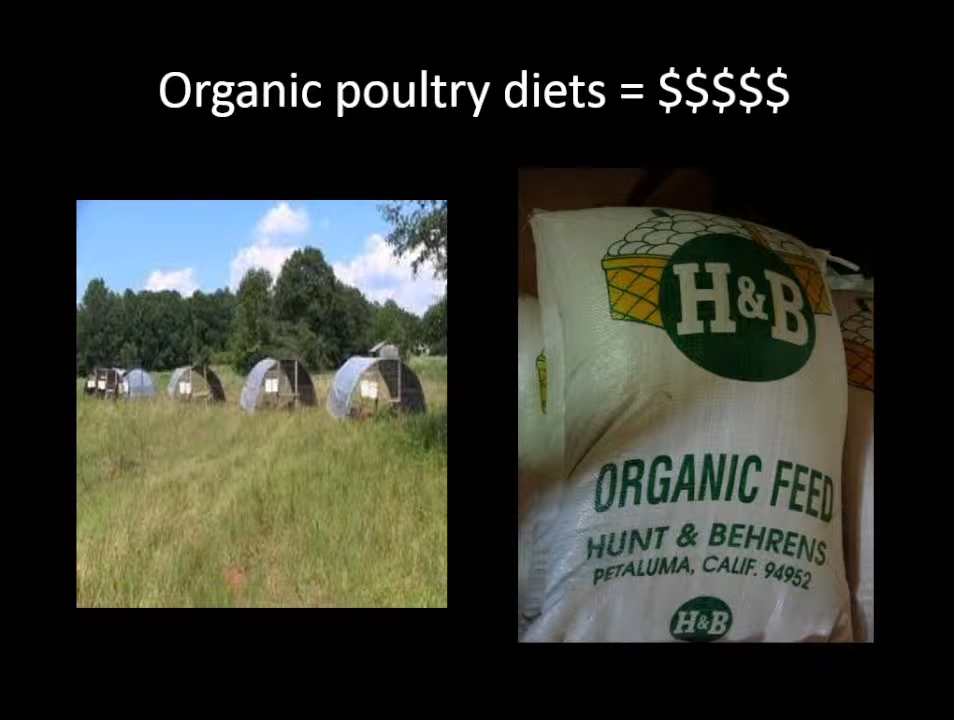 Organic poultry diets = $$$$$
H&B
ORGANIC FEED
HUNT & BEHRENS
PETALUMA, CALIF. 94952
H&B